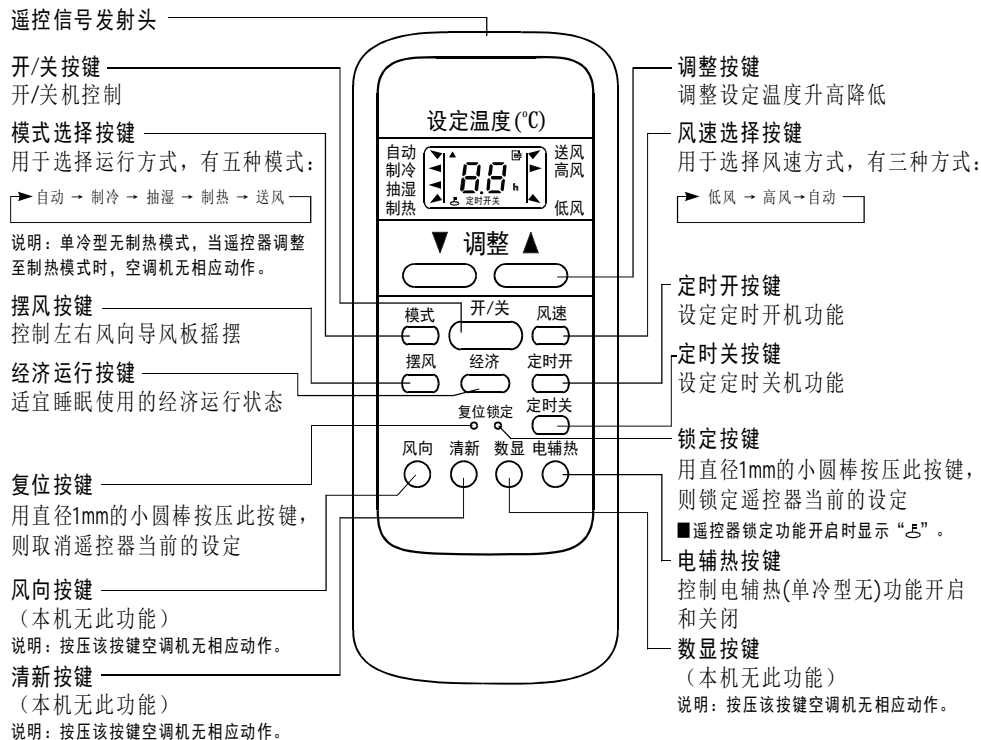 遥控信号发射头
开/关按键
开/关机控制
模式选择按键
用于选择运行方式，有五种模式：
自动 → 制冷 → 抽湿 → 制热 → 送风
说明：单冷型无制热模式，当遥控器调整
至制热模式时，空调机无相应动作。
摆风按键
控制左右风向导风板摇摆
经济运行按键
适宜睡眠使用的经济运行状态
复位按键
用直径1mm的小圆棒按压此按键，
则取消遥控器当前的设定
风向按键
（本机无此功能）
说明：按压该按键空调机无相应动作。
清新按键
（本机无此功能）
说明：按压该按键空调机无相应动作。
设定温度(℃)
自动
制冷
抽湿
制热
8.8
h
定时开关
送风
高风
低风
▼ 调整 ▲
模式 开/关 风速
摆风 经济 定时开
复位 锁定 定时关
风向 清新 数显 电辅热
调整按键
调整设定温度升高降低
风速选择按键
用于选择风速方式，有三种方式：
低风 → 高风→自动
定时开按键
设定定时开机功能
定时关按键
设定定时关机功能
锁定按键
用直径1mm的小圆棒按压此按键，
则锁定遥控器当前的设定
■遥控器锁定功能开启时显示“”。
电辅热按键
控制电辅热(单冷型无)功能开启
和关闭
数显按键
（本机无此功能）
说明：按压该按键空调机无相应动作。